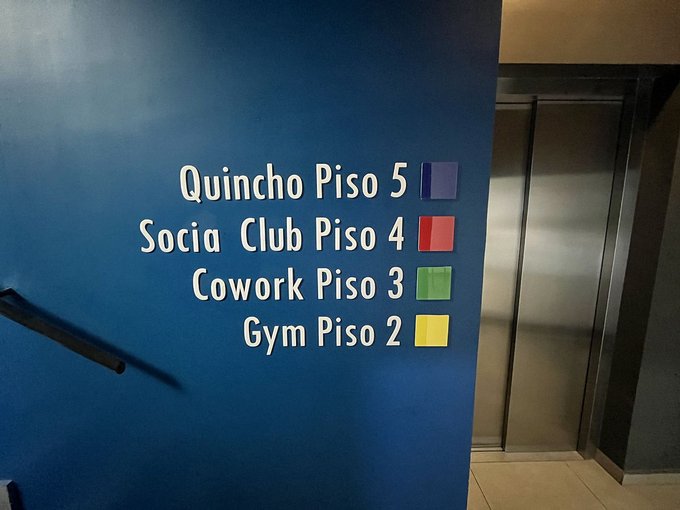 Quincho Piso 5
Socia Club Piso 4
Cowork Piso 3
Gym Piso 2